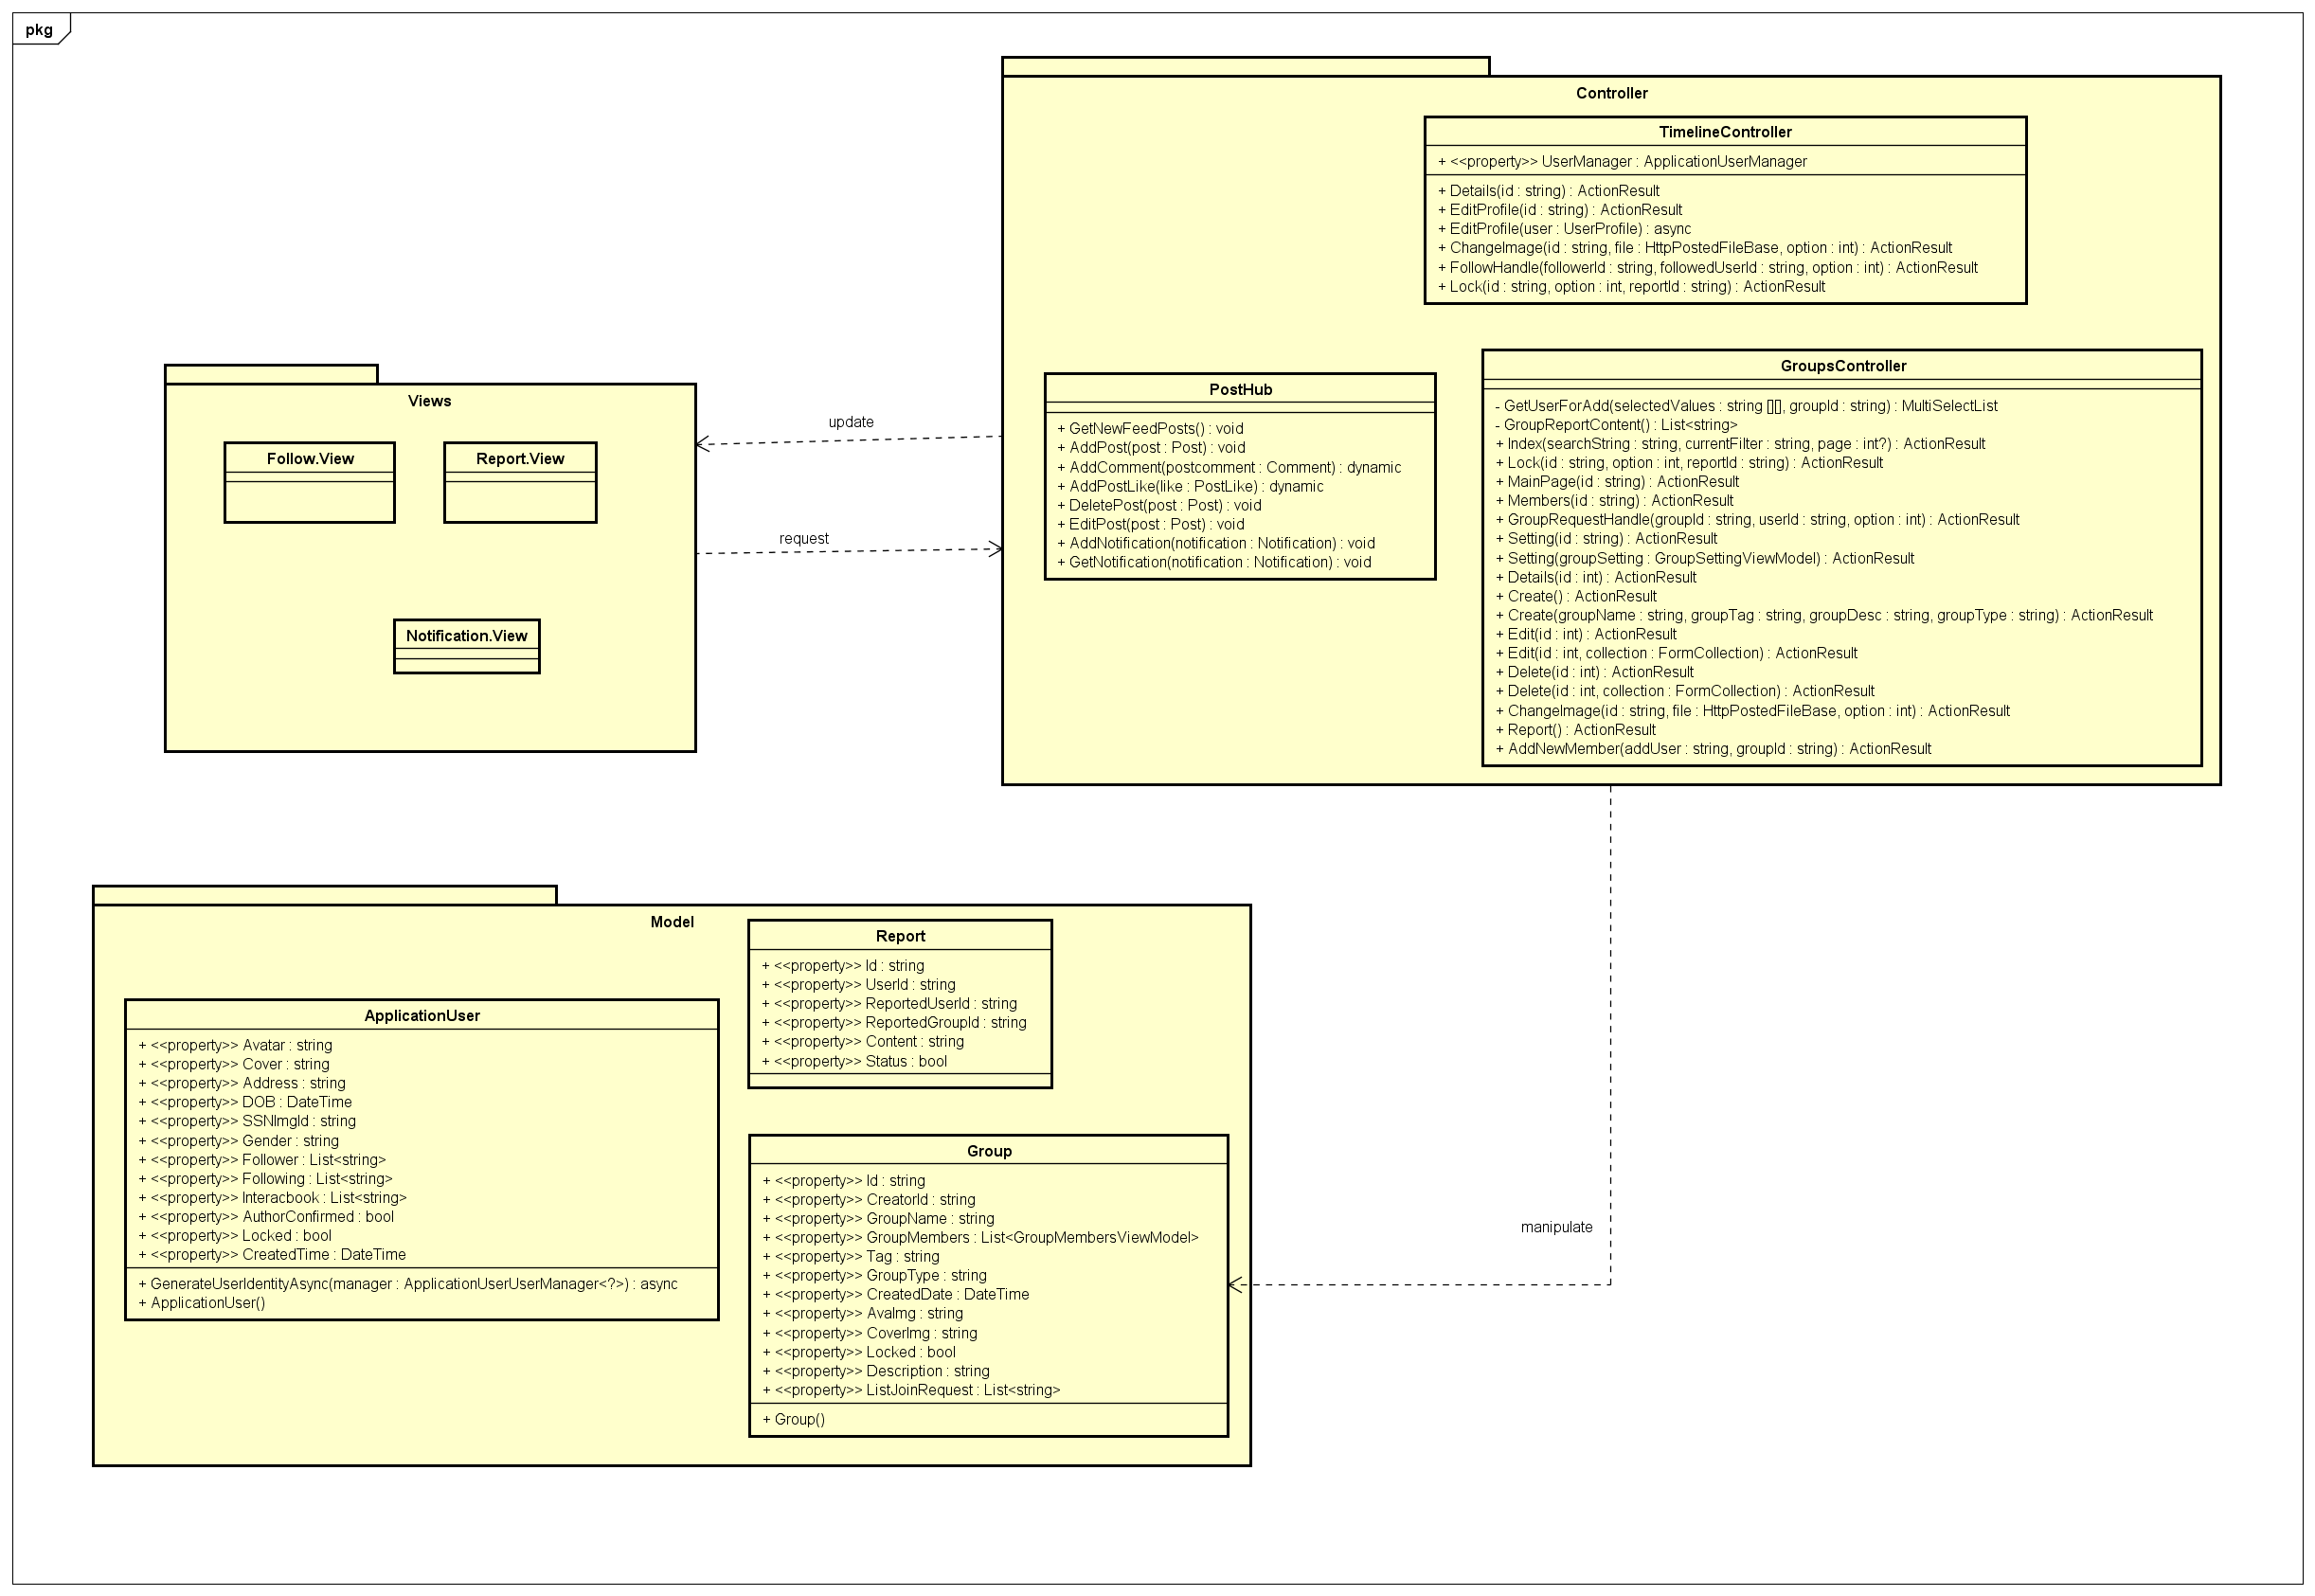 pkg
Controller
TimelineController
+ <<property>> UserManager : ApplicationUserManager
+ Details(id : string) : ActionResult
+ EditProfile(id : string) : ActionResult
+ EditProfile(user : UserProfile) : async
+ ChangeImage(id : string, file : HttpPostedFileBase, option : int) : ActionResult
+ FollowHandle(followerId : string, followedUserId : string, option : int) : ActionResult
+ Lock(id : string, option : int, reportId : string) : ActionResult
Views
Follow.View
Report.View
Notification.View
update
request
PostHub
+ GetNewFeedPosts() : void
+ AddPost(post : Post) : void
+ AddComment(postcomment : Comment) : dynamic
+ AddPostLike(like : PostLike) : dynamic
+ DeletePost(post : Post) : void
+ EditPost(post : Post) : void
+ AddNotification(notification : Notification) : void
+ GetNotification(notification : Notification) : void
GroupsController
- GetUserForAdd(selectedValues : string [][], groupId : string) : MultiSelectList
- GroupReportContent() : List<string>
+ Index(searchString : string, currentFilter : string, page : int?) : ActionResult
+ Lock(id : string, option : int, reportId : string) : ActionResult
+ MainPage(id : string) : ActionResult
+ Members(id : string) : ActionResult
+ GroupRequestHandle(groupId : string, userId : string, option : int) : ActionResult
+ Setting(id : string) : ActionResult
+ Setting(groupSetting : GroupSettingViewModel) : ActionResult
+ Details(id : int) : ActionResult
+ Create() : ActionResult
+ Create(groupName : string, groupTag : string, groupDesc : string, groupType : string) : ActionResult
+ Edit(id : int) : ActionResult
+ Edit(id : int, collection : FormCollection) : ActionResult
+ Delete(id : int) : ActionResult
+ Delete(id : int, collection : FormCollection) : ActionResult
+ ChangeImage(id : string, file : HttpPostedFileBase, option : int) : ActionResult
+ Report() : ActionResult
+ AddNewMember(addUser : string, groupId : string) : ActionResult
Model
ApplicationUser
+ <<property>> Avatar : string
+ <<property>> Cover : string
+ <<property>> Address : string
+ <<property>> DOB : DateTime
+ <<property>> SSNImgId : string
+ <<property>> Gender : string
+ <<property>> Follower : List<string>
+ <<property>> Following : List<string>
+ <<property>> Interacbook : List<string>
+ <<property>> AuthorConfirmed : bool
+ <<property>> Locked : bool
+ <<property>> CreatedTime : DateTime
+ GenerateUserIdentityAsync(manager : ApplicationUserUserManager<?>) : async
+ ApplicationUser()
Report
+ <<property>> Id : string
+ <<property>> UserId : string
+ <<property>> ReportedUserId : string
+ <<property>> ReportedGroupId : string
+ <<property>> Content : string
+ <<property>> Status : bool
Group
+ <<property>> Id : string
+ <<property>> CreatorId : string
+ <<property>> GroupName : string
+ <<property>> GroupMembers : List<GroupMembersViewModel>
+ <<property>> Tag : string
+ <<property>> GroupType : string
+ <<property>> CreatedDate : DateTime
+ <<property>> AvaImg : string
+ <<property>> CoverImg : string
+ <<property>> Locked : bool
+ <<property>> Description : string
+ <<property>> ListJoinRequest : List<string>
+ Group()
manipulate